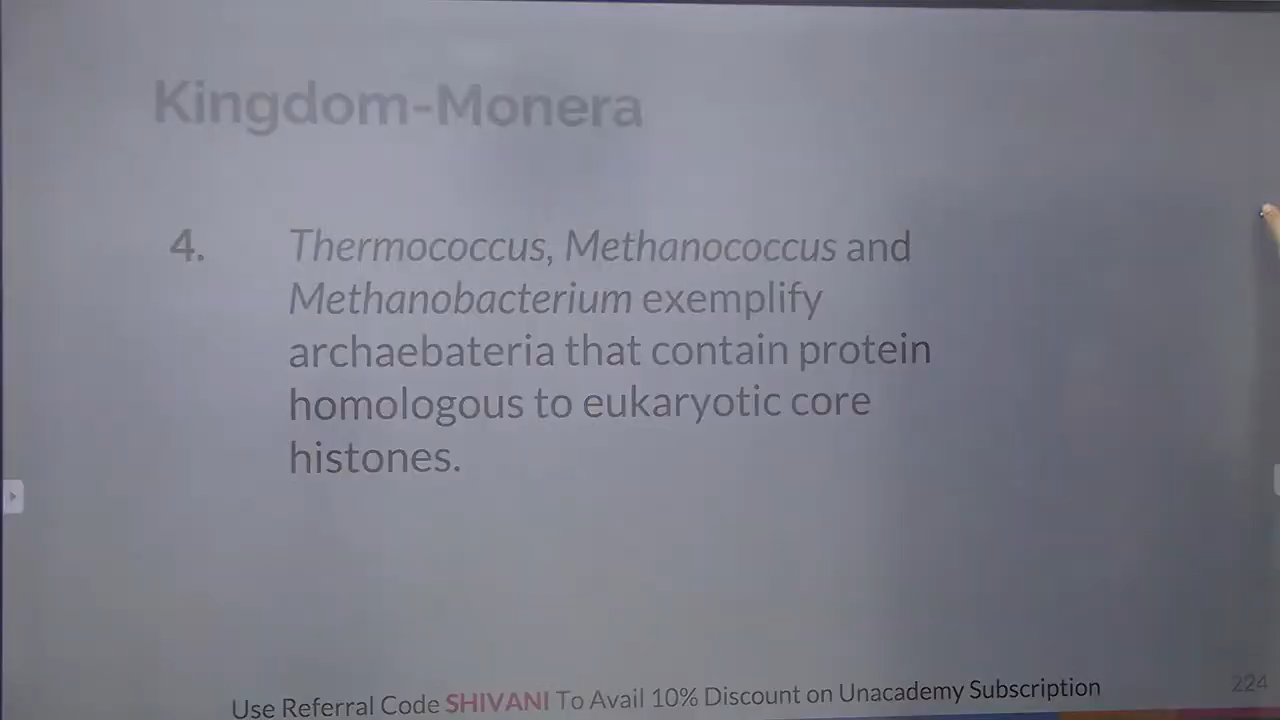 Kingdom-Monera
4. Thermococcus, Methanococcus and
Methanobacterium exemplify
archaebateria that contain protein
homologous to eukaryotic core
histones.
Use Referral Code SHIVANI To Avail 10% Discount on Unacademy Subscription
224